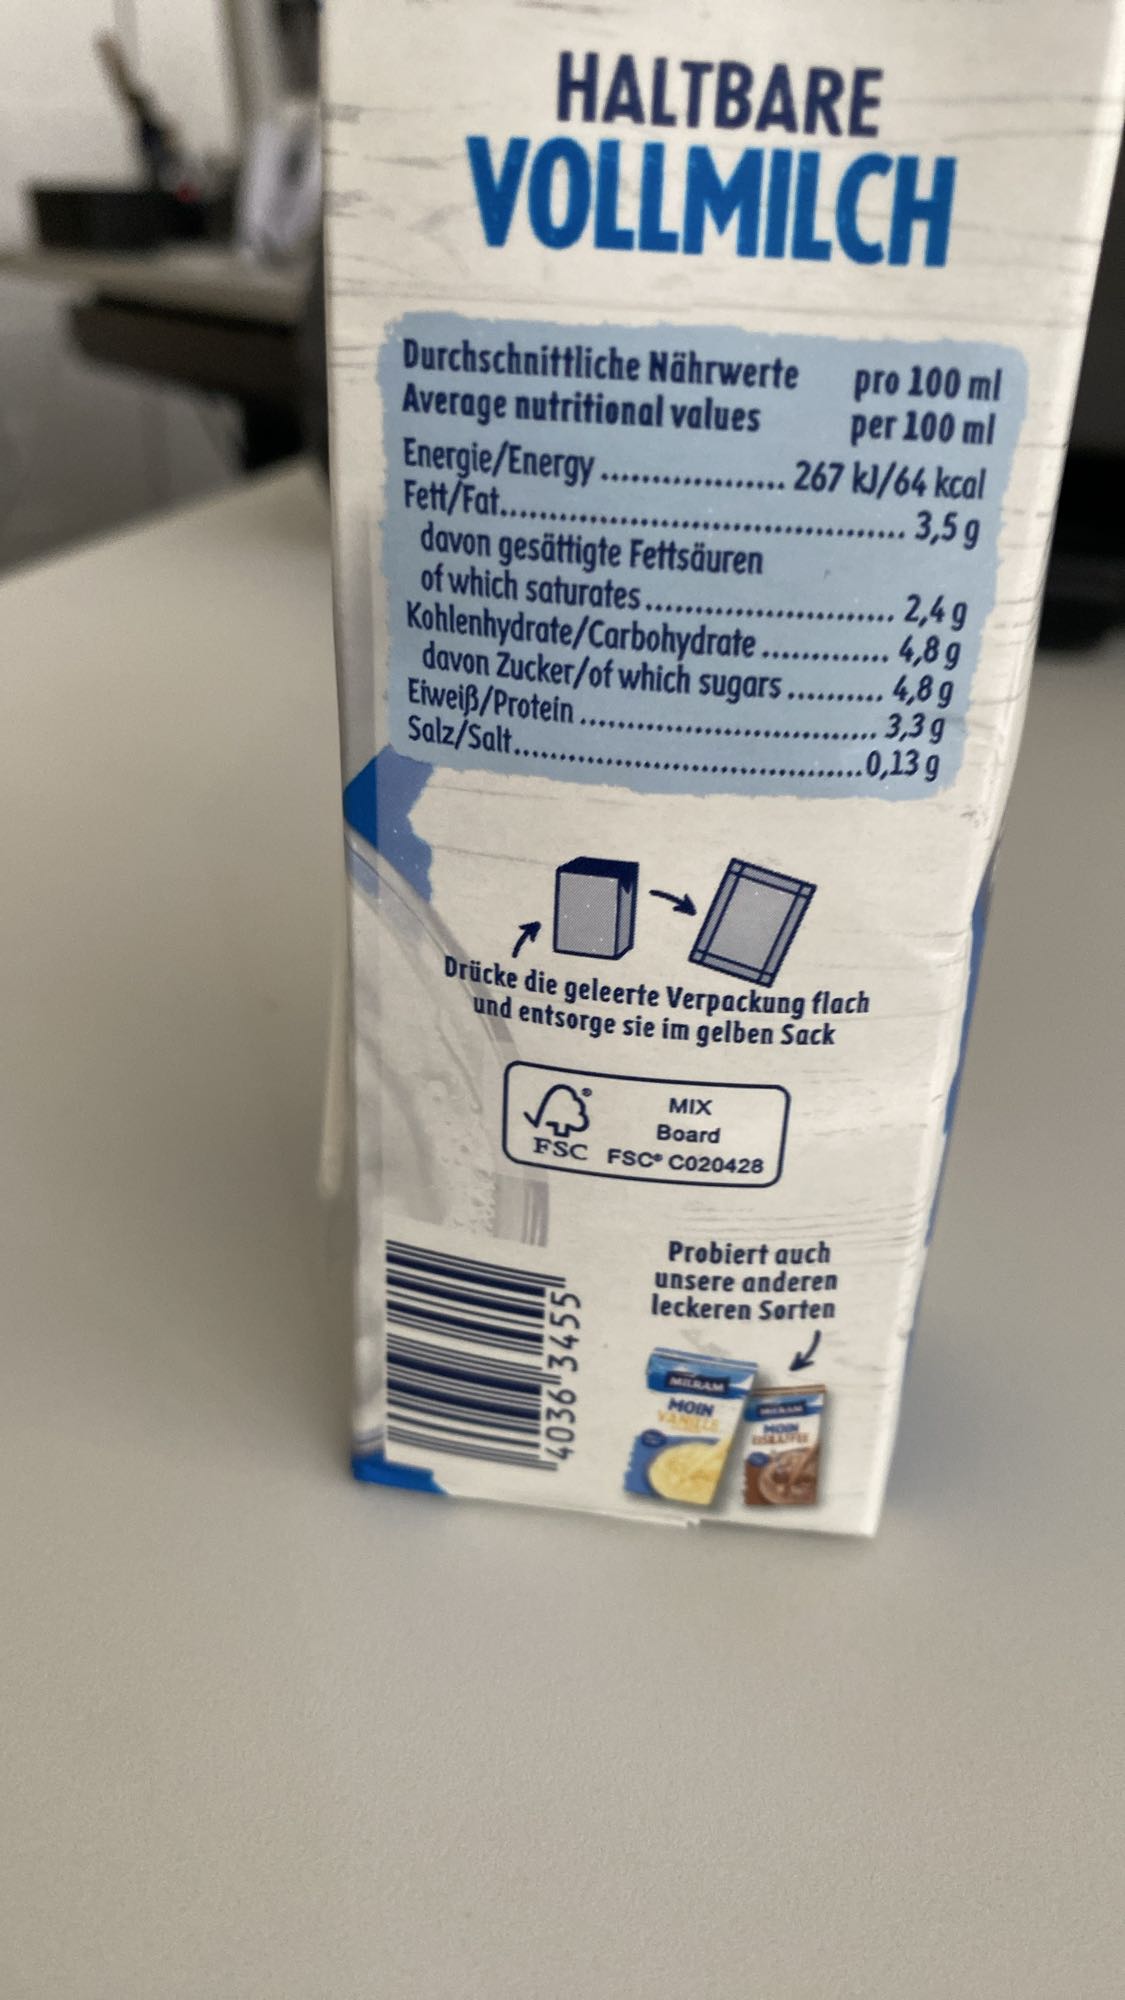 HALTBARE
VOLLMILCH
Durchschnittliche Nährwerte pro 100 ml
Average nutritional values per 100 ml
Energie/Energy .................. 267 kJ/64 kcal
Fett/Fat........................................ 3,5 g
davon gesättigte Fettsäuren
of which saturates......................... 2,4 g
Kohlenhydrate/Carbohydrate ............. 4,8 g
davon Zucker/of which sugars .......... 4,8 g
Eiweiß/Protein .............................. 3,3 g
Salz/Salt...................................0,13 g
Drücke die geleerte Verpackung flach
und entsorge sie im gelben Sack
FSC®
MIX
Board
FSC® C020428
Probiert auch
unsere anderen
leckeren Sorten
4036 3455
MILRAM
MOIN
VANILLE
MILRAM
MOIN